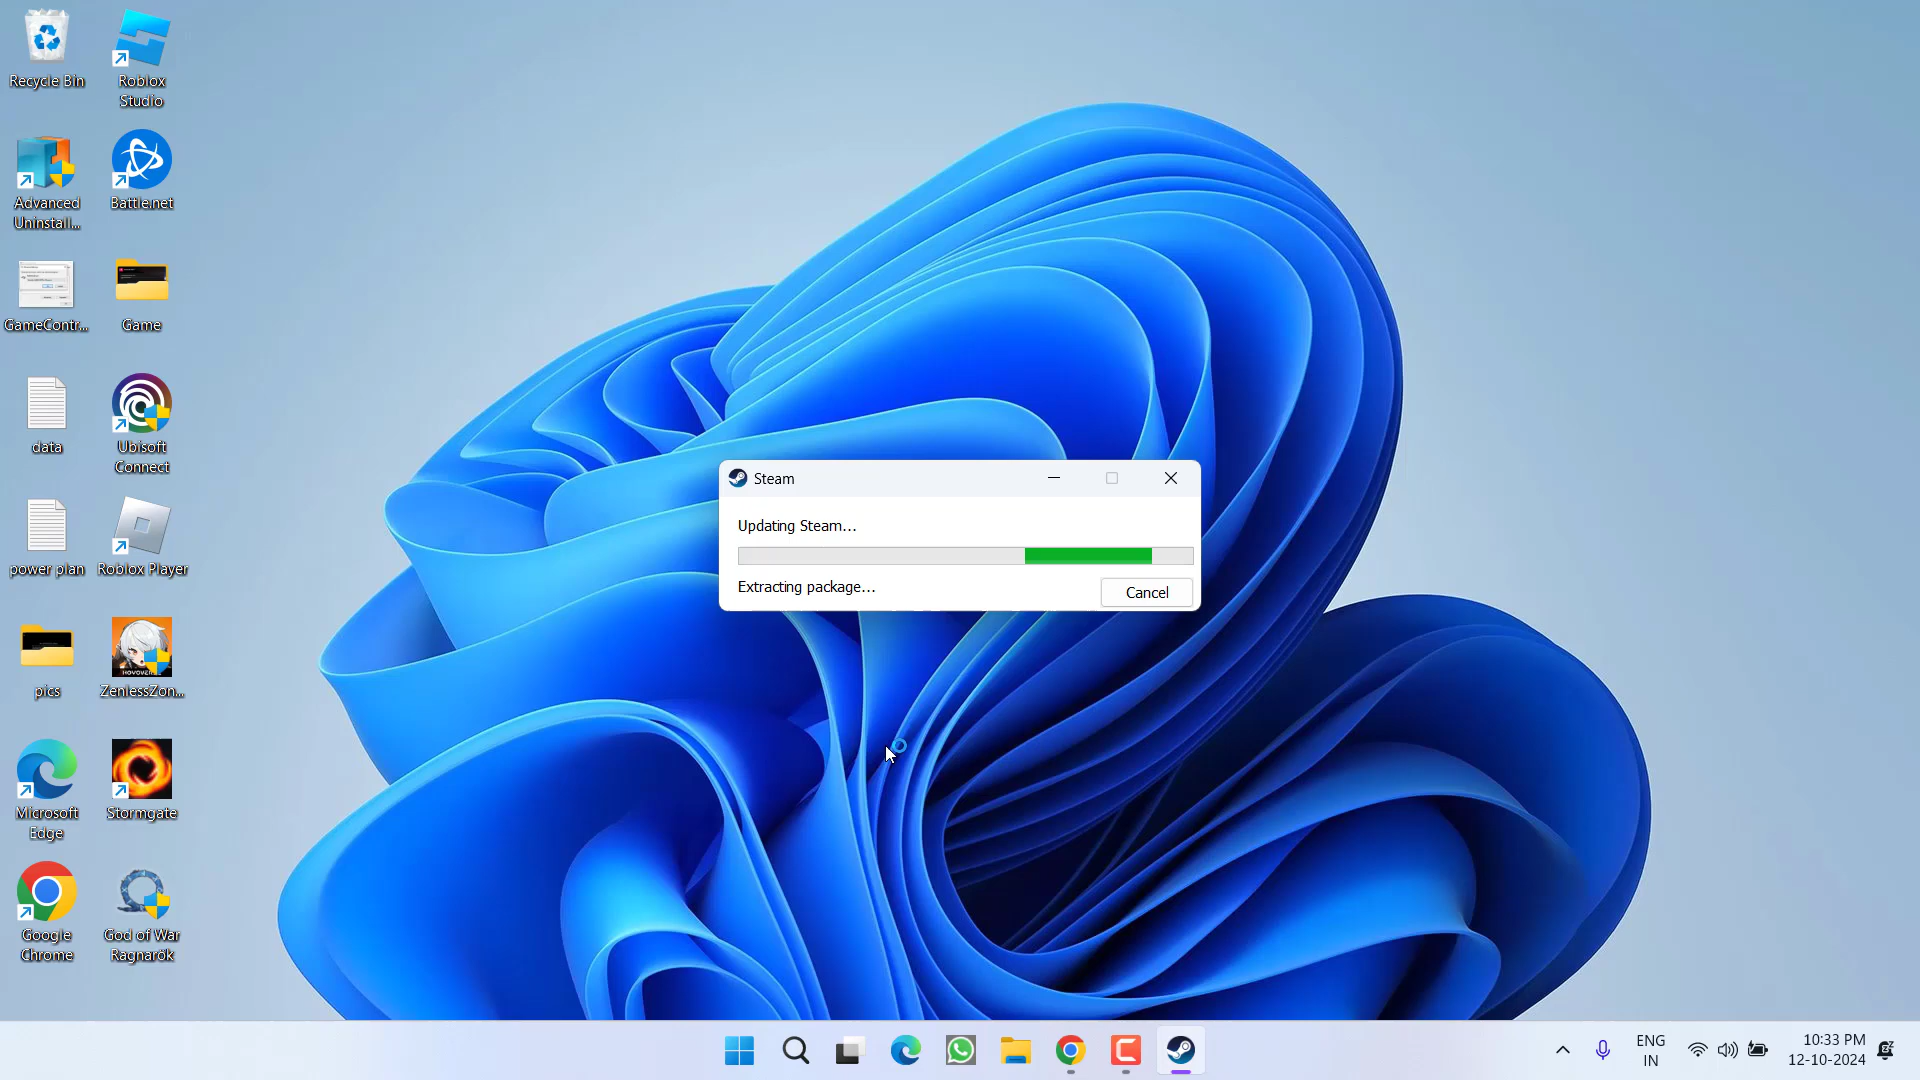 Recycle Bin
Roblox
Studio
Advanced
Uninstall...
Battle.net
GameContr...
Game
data
Ubisoft
Connect
power plan
Roblox Player
pics
ZenlessZon...
Microsoft
Edge
Stormgate
Google
Chrome
God of War
Ragnarök
Steam
Updating Steam...
Extracting package...
Cancel
ENG
IN
10:33 PM
12-10-2024